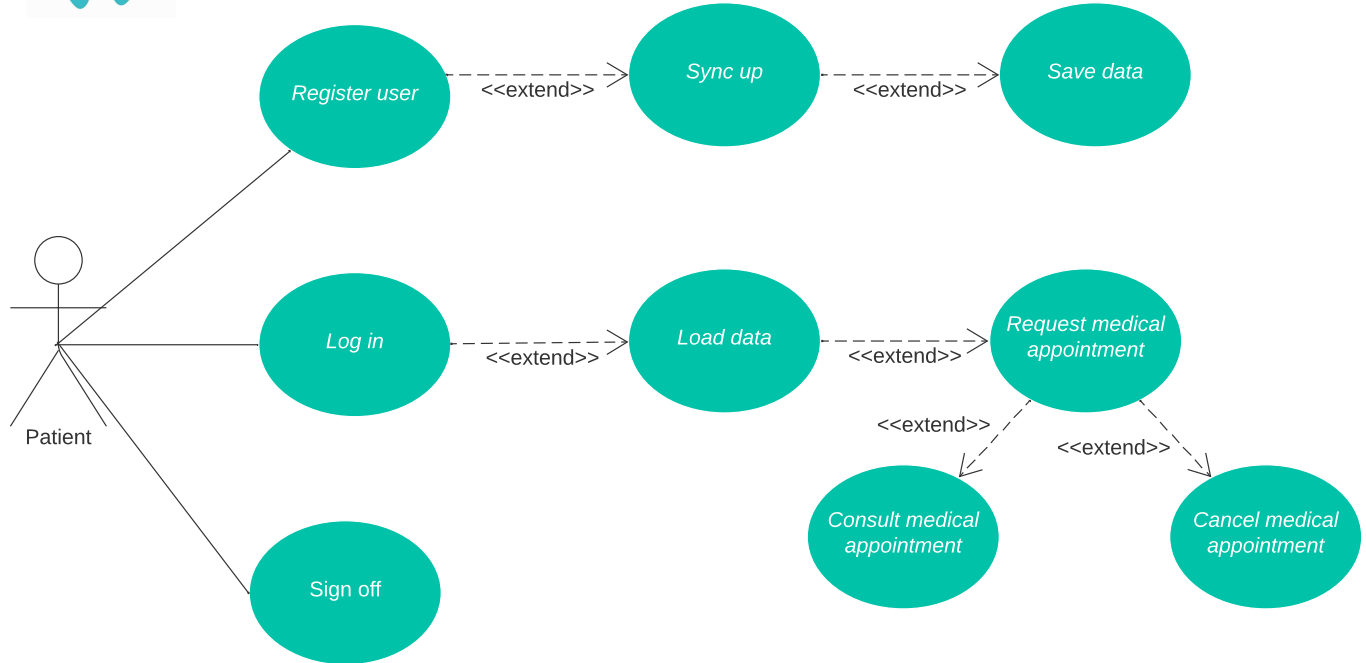 Register user
<<extend>>
Sync up
<<extend>>
Save data
Log in
<<extend>>
Load data
<<extend>>
Request medical
appointment
<<extend>>
<<extend>>
Patient
Consult medical
appointment
Cancel medical
appointment
Sign off